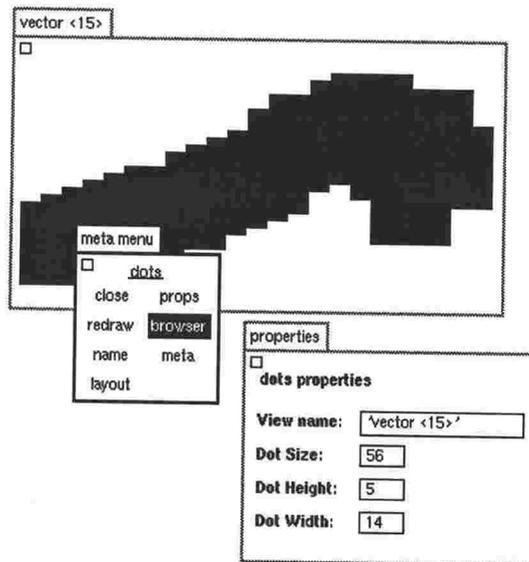 vector <15>
meta menu
dots
close props
redraw browser
name meta
layout
properties
dots properties
View name: 'vector <15>'
Dot Size: 56
Dot Height: 5
Dot Width: 14